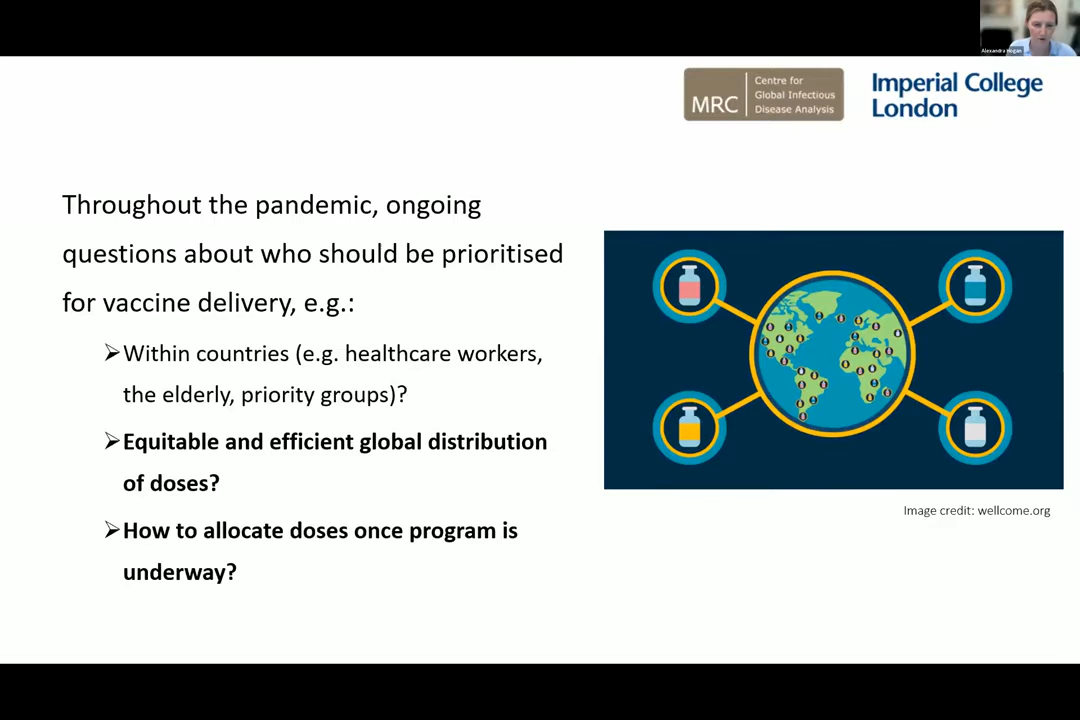 Alexandra Hogan
MRC
Centre for
Global Infectious
Disease Analysis
Imperial College
London
Throughout the pandemic, ongoing
questions about who should be prioritised
for vaccine delivery, e.g.:
➢Within countries (e.g. healthcare workers,
the elderly, priority groups)?
➢Equitable and efficient global distribution
of doses?
➢How to allocate doses once program is
underway?
Image credit: wellcome.org